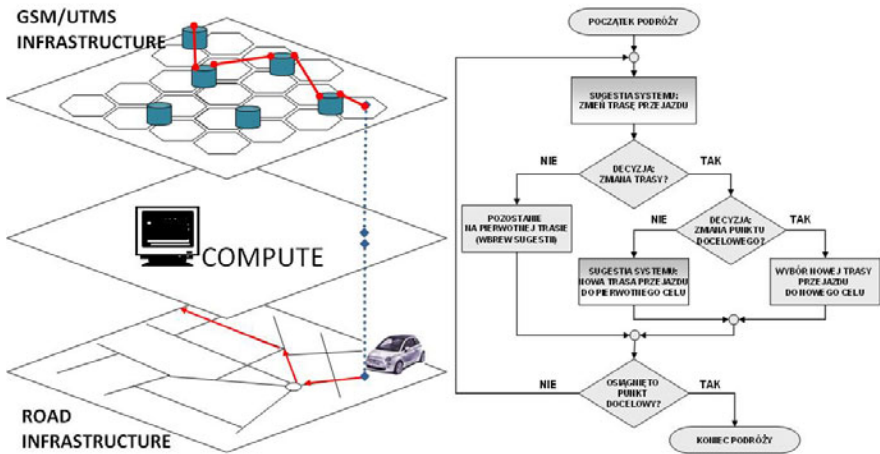 GSM/UTMS
INFRASTRUCTURE
COMPUTE
ROAD
INFRASTRUCTURE
POCZĄTEK PODRÓŻY
SUGESTIA SYSTEMU:
ZMIEŃ TRASĘ PRZEJAZDU
NIE
DECYZJA:
ZMIANA TRASY?
TAK
POZOSTANIE
NA PIERWOTNEJ TRASIE
(WBREW SUGESTII)
NIE
DECYZJA:
ZMIANA PUNKTU
DOCELOWEGO?
TAK
SUGESTIA SYSTEMU:
NOWA TRASA PRZEJAZDU
DO PIERWOTNEGO CELU
WYBÓR NOWEJ TRASY
PRZEJAZDU
DO NOWEGO CELU
NIE
OSIĄGNIĘTO
PUNKT
DOCELOWY?
TAK
KONIEC PODRÓŻY